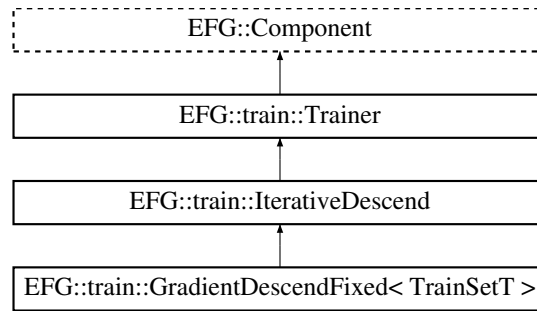 EFG::Component
EFG::train::Trainer
EFG::train::IterativeDescend
EFG::train::GradientDescendFixed< TrainSetT >